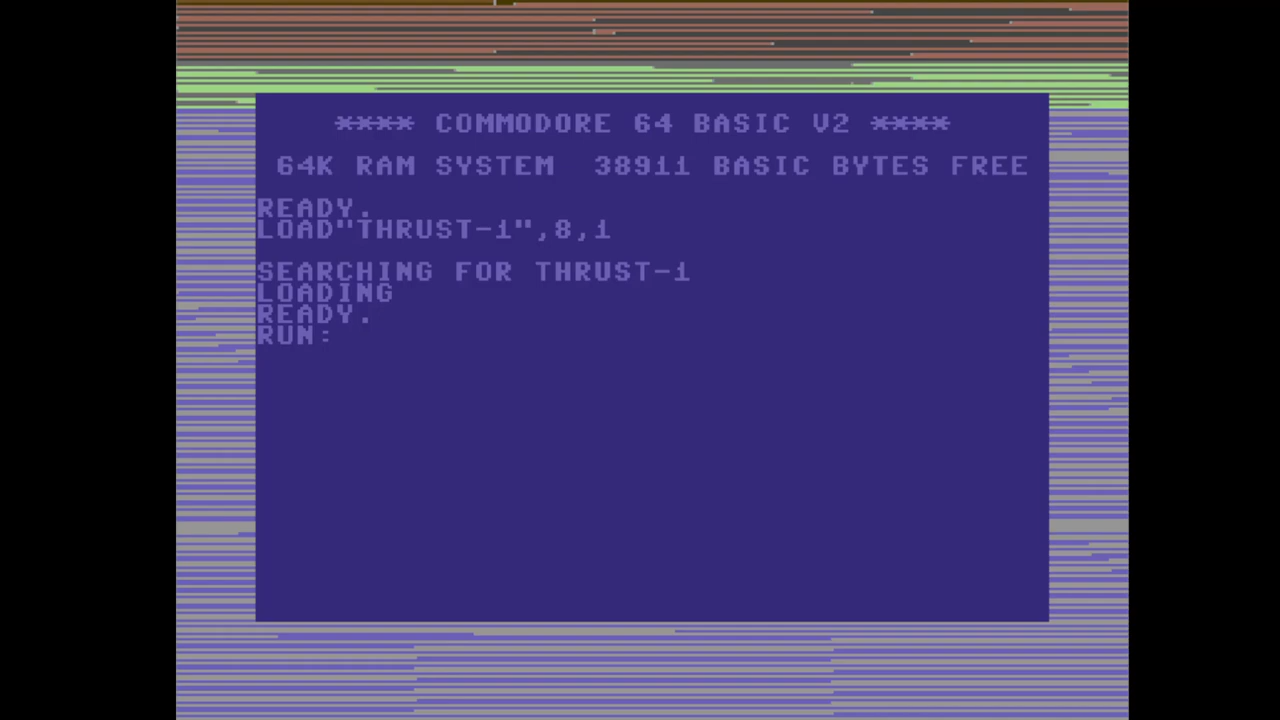 **** COMMODORE 64 BASIC V2 ****
64K RAM SYSTEM  38911 BASIC BYTES FREE
READY.
LOAD"THRUST-1",8,1
SEARCHING FOR THRUST-1
LOADING
READY.
RUN: